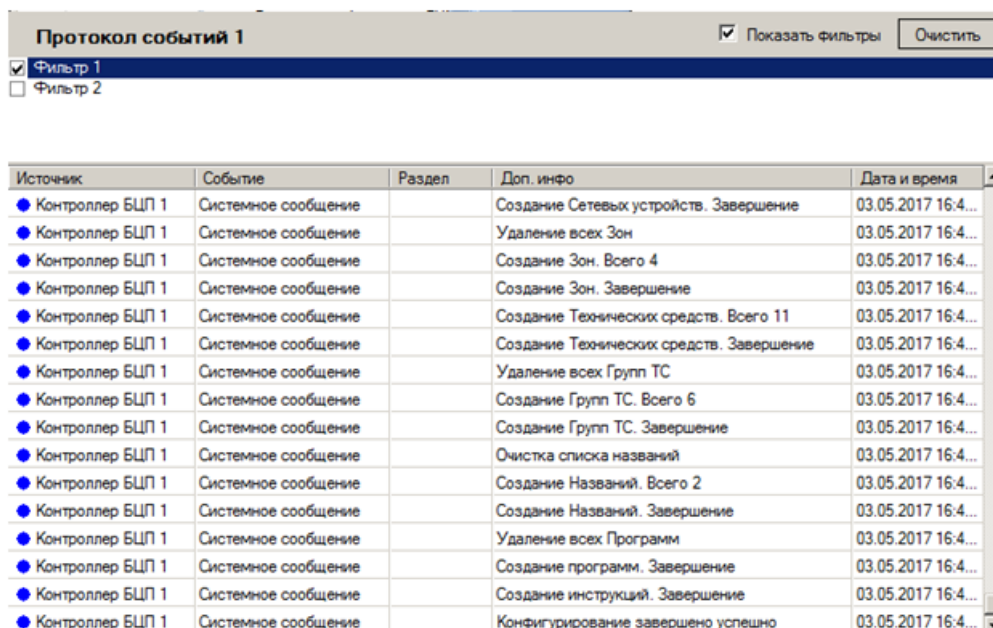 Протокол событий 1 Показать фильтры Очистить
Фильтр 1
Фильтр 2
Источник Событие Раздел Доп. инфо Дата и время
Контроллер БЦП 1 Системное сообщение Создание Сетевых устройств. Завершение 03.05.2017 16:4...
Контроллер БЦП 1 Системное сообщение Удаление всех Зон 03.05.2017 16:4...
Контроллер БЦП 1 Системное сообщение Создание Зон. Всего 4 03.05.2017 16:4...
Контроллер БЦП 1 Системное сообщение Создание Зон. Завершение 03.05.2017 16:4...
Контроллер БЦП 1 Системное сообщение Создание Технических средств. Всего 11 03.05.2017 16:4...
Контроллер БЦП 1 Системное сообщение Создание Технических средств. Завершение 03.05.2017 16:4...
Контроллер БЦП 1 Системное сообщение Удаление всех Групп ТС 03.05.2017 16:4...
Контроллер БЦП 1 Системное сообщение Создание Групп ТС. Всего 6 03.05.2017 16:4...
Контроллер БЦП 1 Системное сообщение Создание Групп ТС. Завершение 03.05.2017 16:4...
Контроллер БЦП 1 Системное сообщение Очистка списка названий 03.05.2017 16:4...
Контроллер БЦП 1 Системное сообщение Создание Названий. Всего 2 03.05.2017 16:4...
Контроллер БЦП 1 Системное сообщение Создание Названий. Завершение 03.05.2017 16:4...
Контроллер БЦП 1 Системное сообщение Удаление всех Программ 03.05.2017 16:4...
Контроллер БЦП 1 Системное сообщение Создание программ. Завершение 03.05.2017 16:4...
Контроллер БЦП 1 Системное сообщение Создание инструкций. Завершение 03.05.2017 16:4...
Контроллер БЦП 1 Системное сообщение Конфигурирование завершено успешно 03.05.2017 16:4...